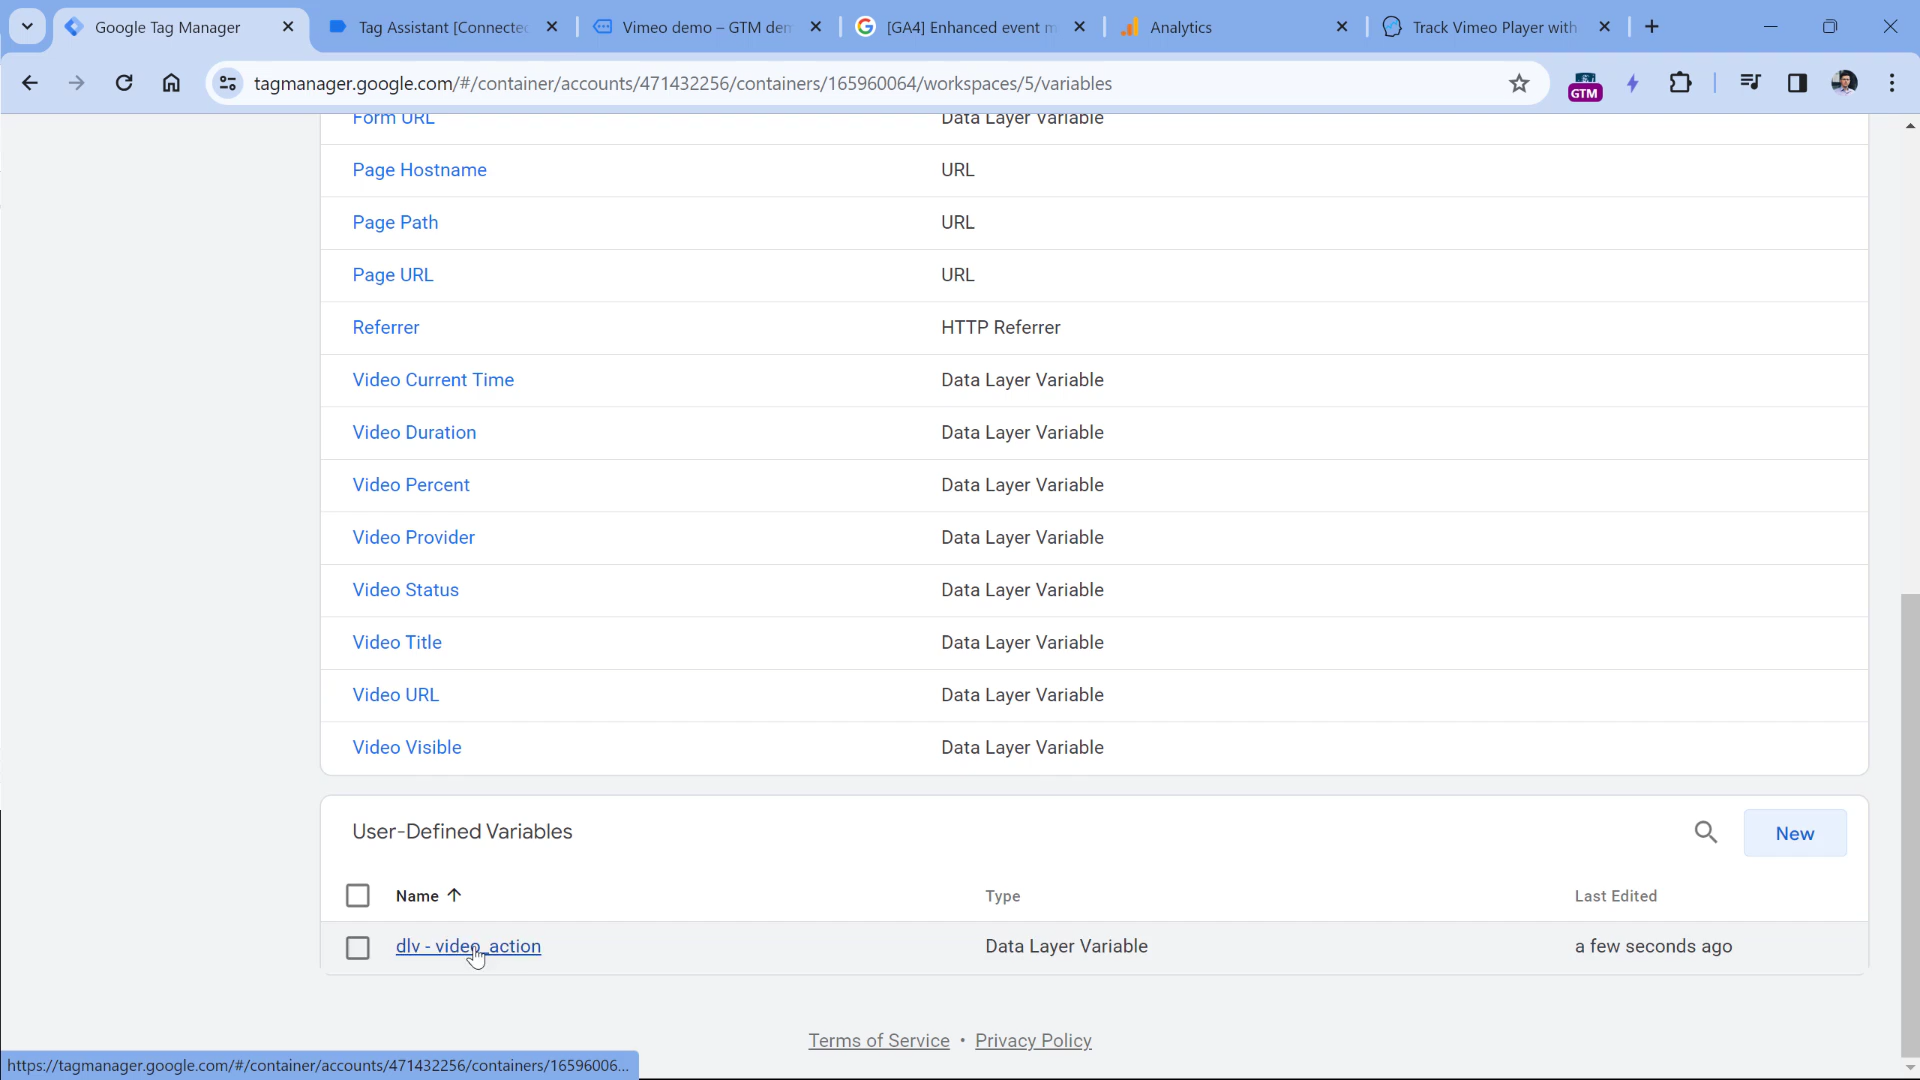 Google Tag Manager
Tag Assistant [Connected
Vimeo demo – GTM dem
[GA4] Enhanced event m
Analytics
Track Vimeo Player with
tagmanager.google.com/#/container/accounts/471432256/containers/165960064/workspaces/5/variables
GTM
Form URL Data Layer Variable
Page Hostname URL
Page Path URL
Page URL URL
Referrer HTTP Referrer
Video Current Time Data Layer Variable
Video Duration Data Layer Variable
Video Percent Data Layer Variable
Video Provider Data Layer Variable
Video Status Data Layer Variable
Video Title Data Layer Variable
Video URL Data Layer Variable
Video Visible Data Layer Variable
User-Defined Variables New
Name Type Last Edited
dlv - video_action Data Layer Variable a few seconds ago
Terms of Service • Privacy Policy
https://tagmanager.google.com/#/container/accounts/471432256/containers/16596006...